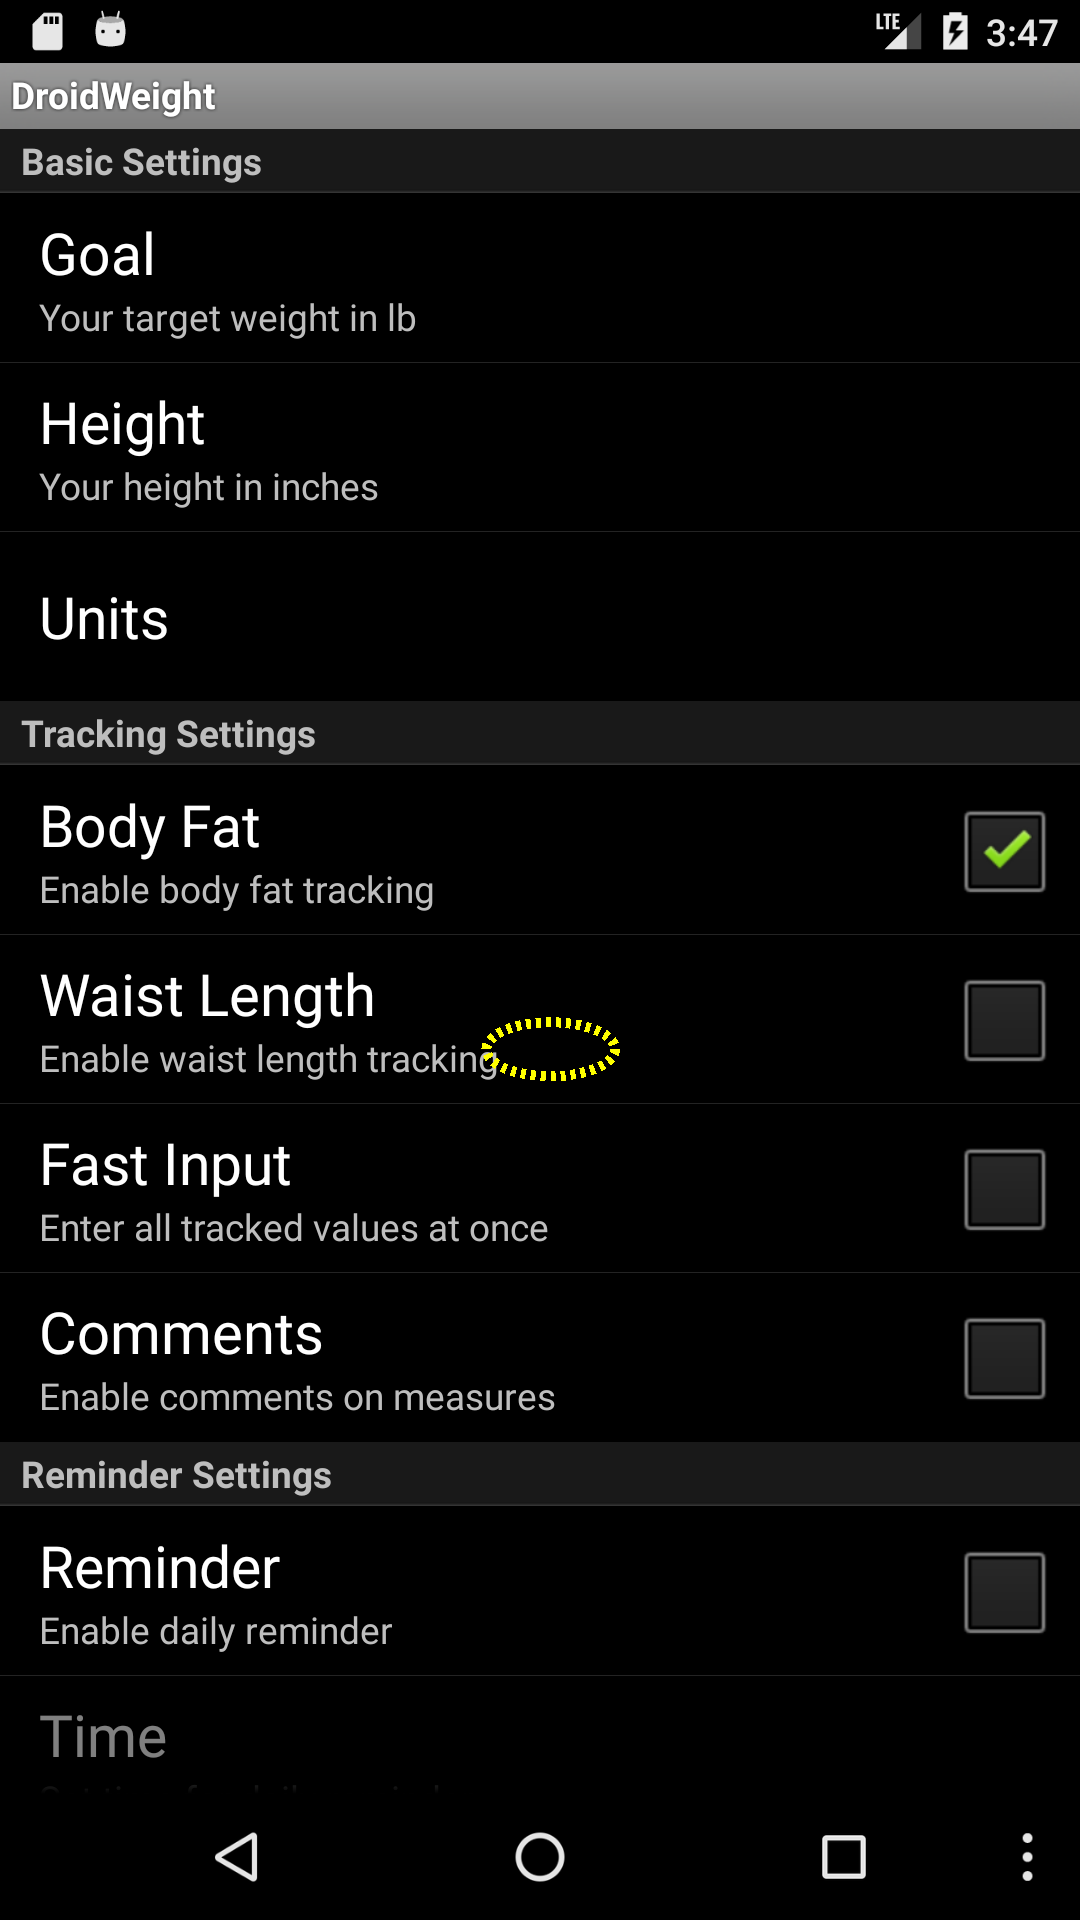 LTE 3:47
DroidWeight
Basic Settings
Goal
Your target weight in lb
Height
Your height in inches
Units
Tracking Settings
Body Fat
Enable body fat tracking
Waist Length
Enable waist length tracking
Fast Input
Enter all tracked values at once
Comments
Enable comments on measures
Reminder Settings
Reminder
Enable daily reminder
Time